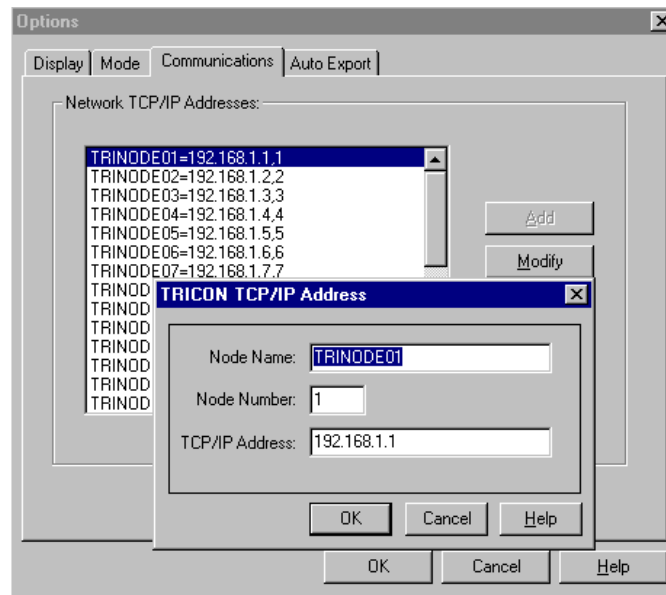 Options
Display Mode Communications Auto Export
Network TCP/IP Addresses:
TRINODE01=192.168.1.1,1
TRINODE02=192.168.1.2,2
TRINODE03=192.168.1.3,3
TRINODE04=192.168.1.4,4
TRINODE05=192.168.1.5,5
TRINODE06=192.168.1.6,6
TRINODE07=192.168.1.7,7
TRINOD
TRINOD
TRINOD
TRINOD
TRINOD
TRINOD
TRINOD
Add
Modify
TRICON TCP/IP Address
Node Name: TRINODE01
Node Number: 1
TCP/IP Address: 192.168.1.1
OK Cancel Help
OK Cancel Help